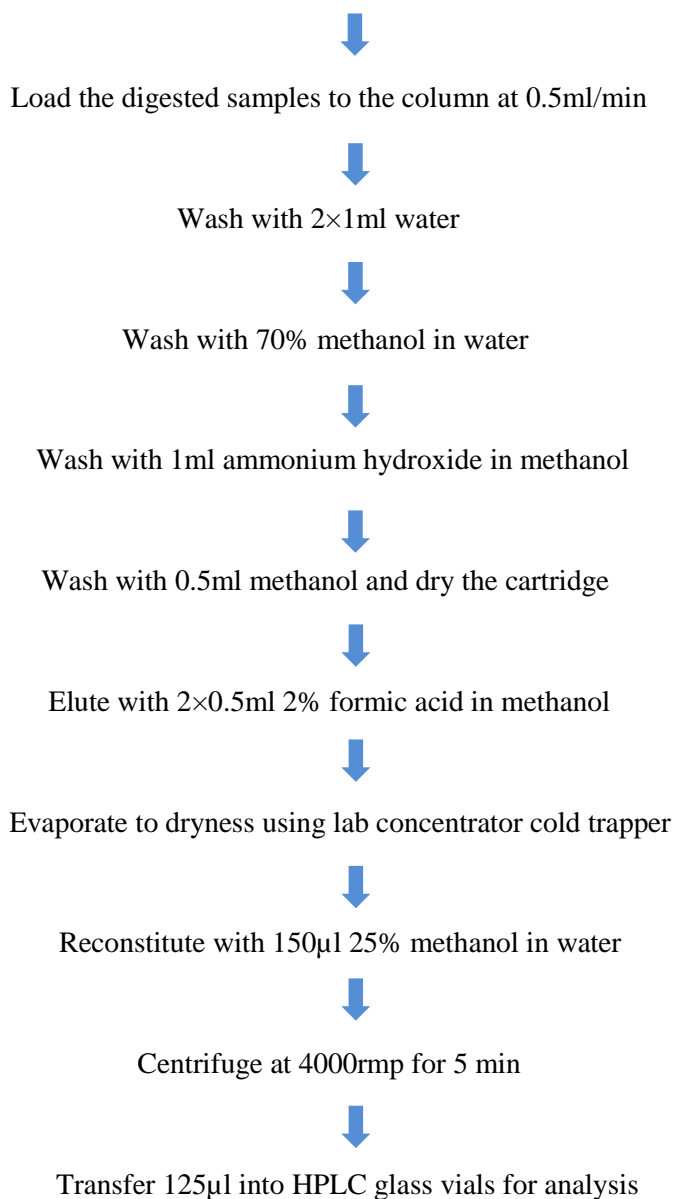 Load the digested samples to the column at 0.5ml/min
Wash with 2×1ml water
Wash with 70% methanol in water
Wash with 1ml ammonium hydroxide in methanol
Wash with 0.5ml methanol and dry the cartridge
Elute with 2×0.5ml 2% formic acid in methanol
Evaporate to dryness using lab concentrator cold trapper
Reconstitute with 150µl 25% methanol in water
Centrifuge at 4000rmp for 5 min
Transfer 125µl into HPLC glass vials for analysis